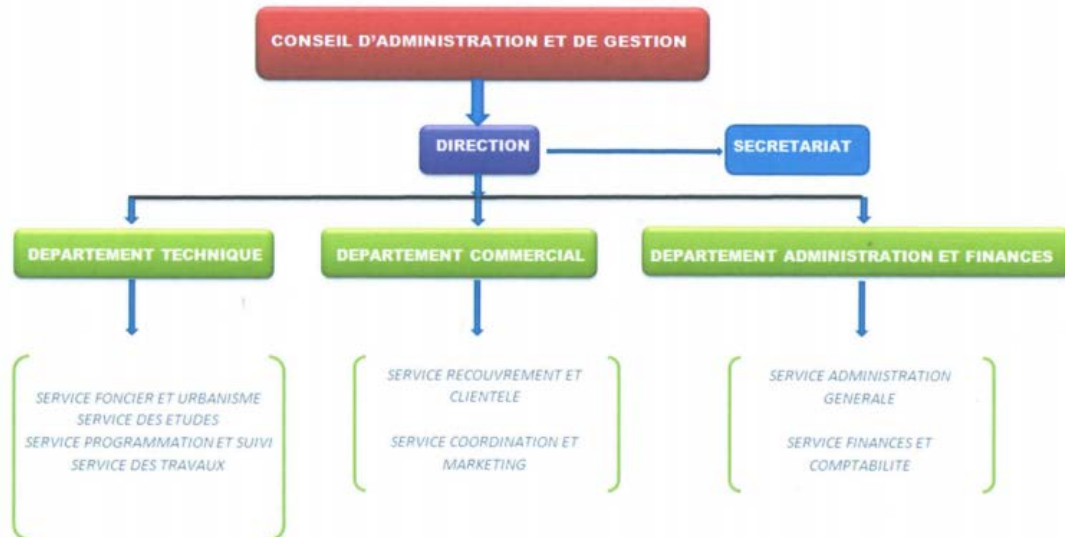 CONSEIL D'ADMINISTRATION ET DE GESTION
DIRECTION
SECRETARIAT
DEPARTEMENT TECHNIQUE
DEPARTEMENT COMMERCIAL
DEPARTEMENT ADMINISTRATION ET FINANCES
SERVICE FONCIER ET URBANISME
SERVICE DES ETUDES
SERVICE PROGRAMMATION ET SUIVI
SERVICE DES TRAVAUX
SERVICE RECOUVREMENT ET
CLIENTELE
SERVICE COORDINATION ET
MARKETING
SERVICE ADMINISTRATION
GENERALE
SERVICE FINANCES ET
COMPTABILITE